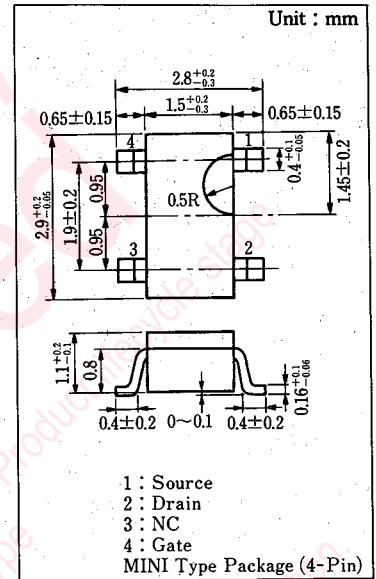 Unit : mm
2.8 +0.2 −0.3
0.65±0.15 1.5 +0.2 −0.3 0.65±0.15
4 1
0.4 +0.1 −0.05
1.45±0.2
0.5R
2.9 +0.2 −0.05
1.9±0.2
0.95
0.95
3 2
1.1 +0.2 −0.1
0.8
0.16 +0.1 −0.06
0.4±0.2 0~0.1 0.4±0.2
1 : Source
2 : Drain
3 : NC
4 : Gate
MINI Type Package (4-Pin)
Product lifecycle stage.